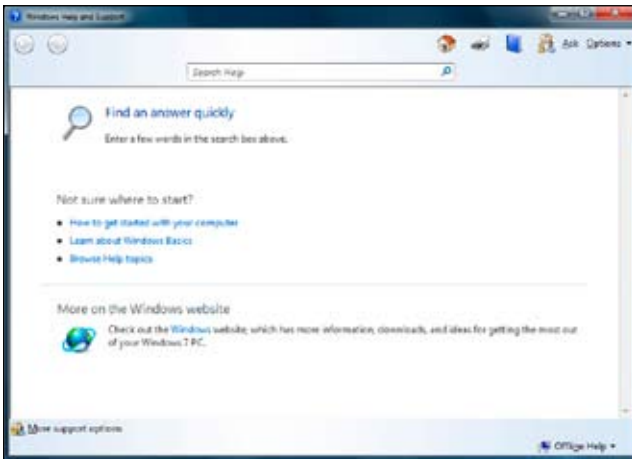 Windows Help and Support
Ask Options
Search Help
Find an answer quickly
Enter a few words in the search box above.
Not sure where to start?
How to get started with your computer
Learn about Windows Basics
Browse Help topics
More on the Windows website
Check out the Windows website, which has more information, downloads, and ideas for getting the most out
of your Windows 7 PC.
More support options
Offline Help